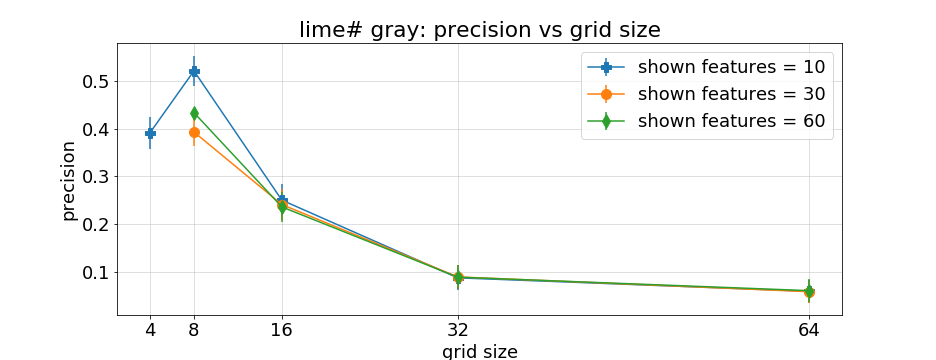 lime# gray: precision vs grid size
shown features = 10
shown features = 30
shown features = 60
precision
0.5
0.4
0.3
0.2
0.1
4 8 16 32 64
grid size